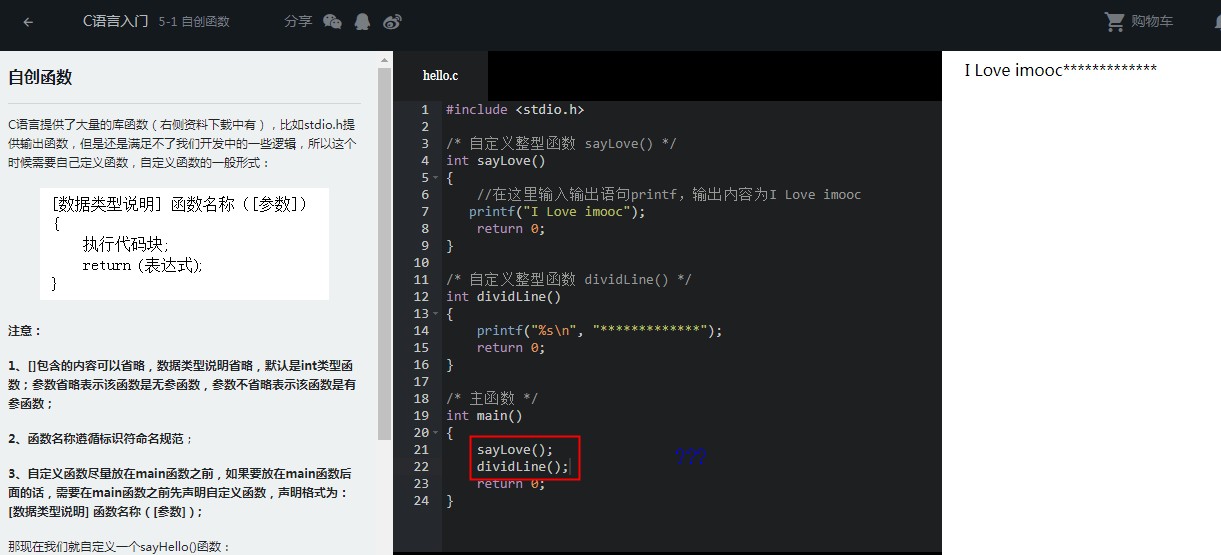 ← C语言入门 5-1 自创函数 分享 购物车
自创函数
C语言提供了大量的库函数（右侧资料下载中有），比如stdio.h提
供输出函数，但是还是满足不了我们开发中的一些逻辑，所以这个
时候需要自己定义函数，自定义函数的一般形式：
[数据类型说明] 函数名称（[参数]）
{
执行代码块;
return (表达式);
}
注意：
1、[]包含的内容可以省略，数据类型说明省略，默认是int类型函
数；参数省略表示该函数是无参函数，参数不省略表示该函数是有
参函数；
2、函数名称遵循标识符命名规范；
3、自定义函数尽量放在main函数之前，如果要放在main函数后
面的话，需要在main函数之前先声明自定义函数，声明格式为：
[数据类型说明] 函数名称（[参数]）；
那现在我们就自定义一个sayHello()函数：
hello.c
1 #include <stdio.h>
2
3 /* 自定义整型函数 sayLove() */
4 int sayLove()
5 {
6 //在这里输入输出语句printf，输出内容为I Love imooc
7 printf("I Love imooc");
8 return 0;
9 }
10
11 /* 自定义整型函数 dividLine() */
12 int dividLine()
13 {
14 printf("%s\n", "*************");
15 return 0;
16 }
17
18 /* 主函数 */
19 int main()
20 {
21 sayLove();
22 dividLine();
23 return 0;
24 }
???
I Love imooc*************